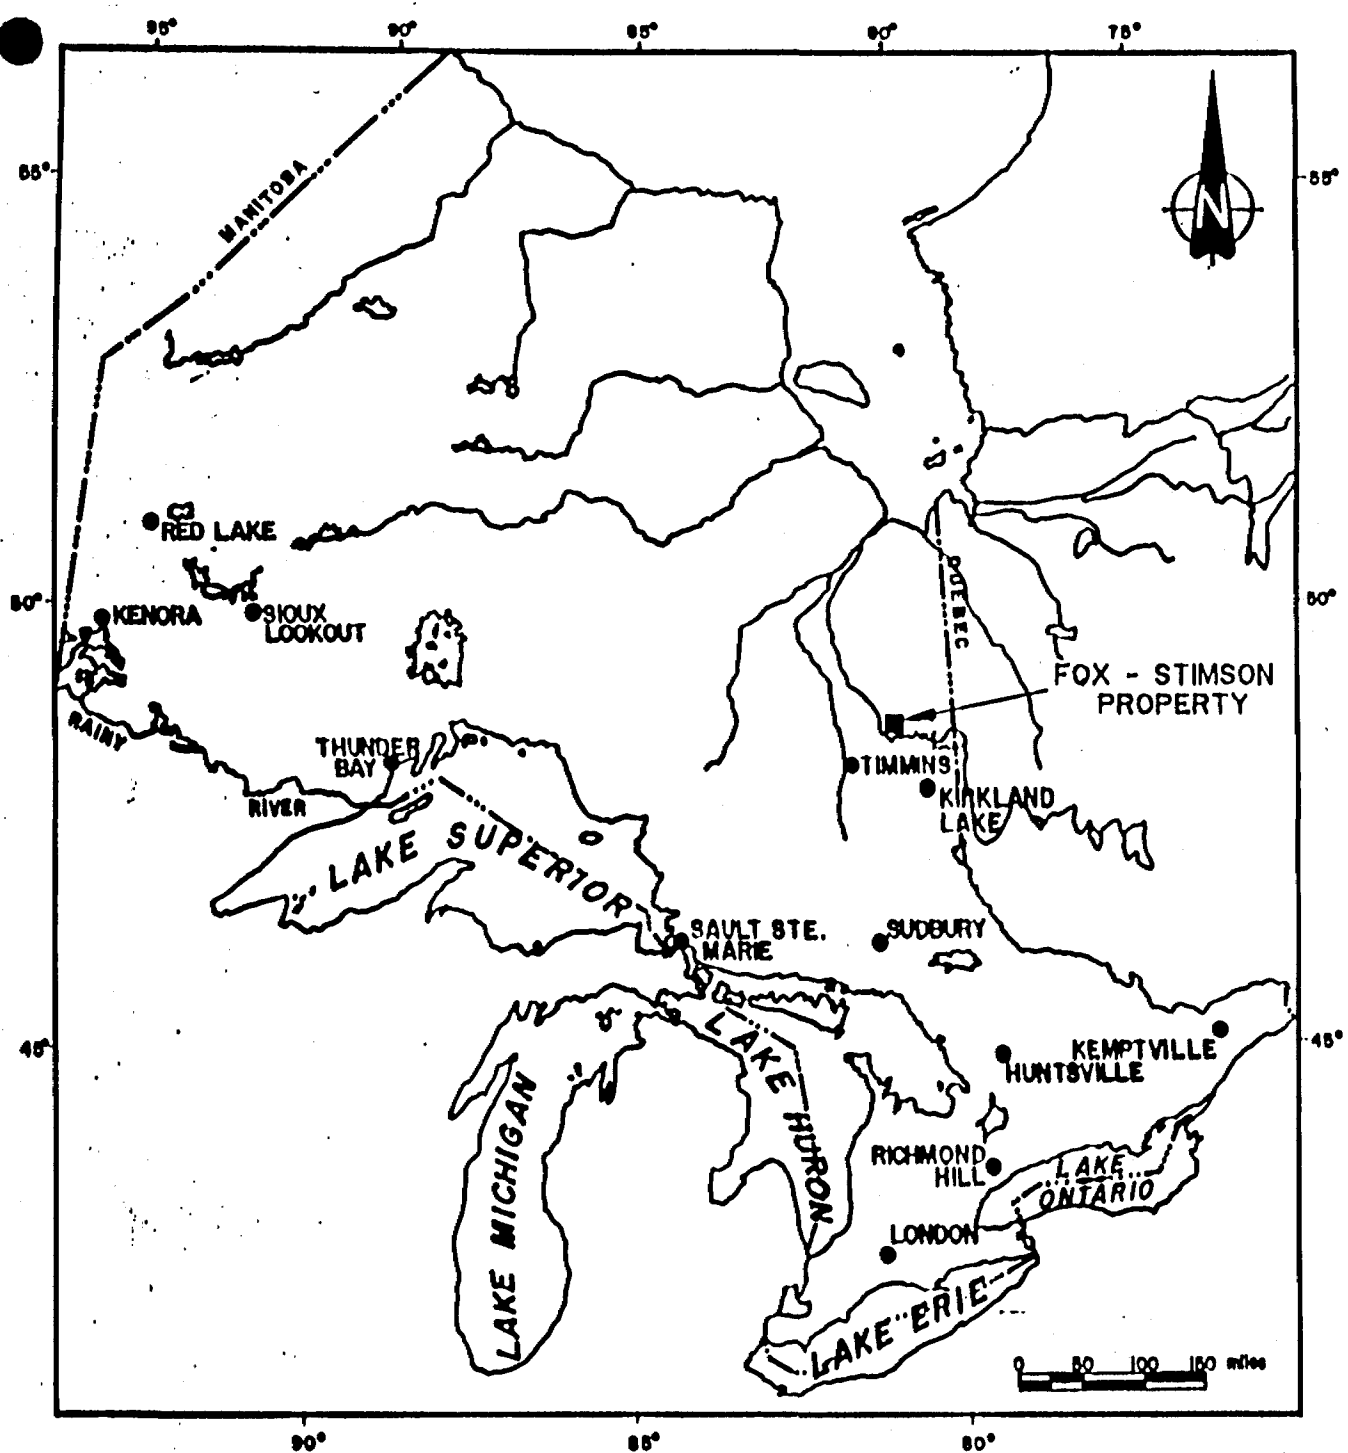 95° 90° 85° 80° 75°
55° 55°
MANITOBA
N
RED LAKE
50° 50°
KENORA
SIOUX
LOOKOUT
QUEBEC
FOX - STIMSON
PROPERTY
RAINY
RIVER
THUNDER
BAY
TIMMINS
KIRKLAND
LAKE
LAKE SUPERIOR
SAULT STE.
MARIE
SUDBURY
45° 45°
LAKE HURON
KEMPTVILLE
HUNTSVILLE
LAKE MICHIGAN
RICHMOND
HILL
LAKE
ONTARIO
LONDON
LAKE ERIE
0 50 100 150 miles
90° 85° 80°